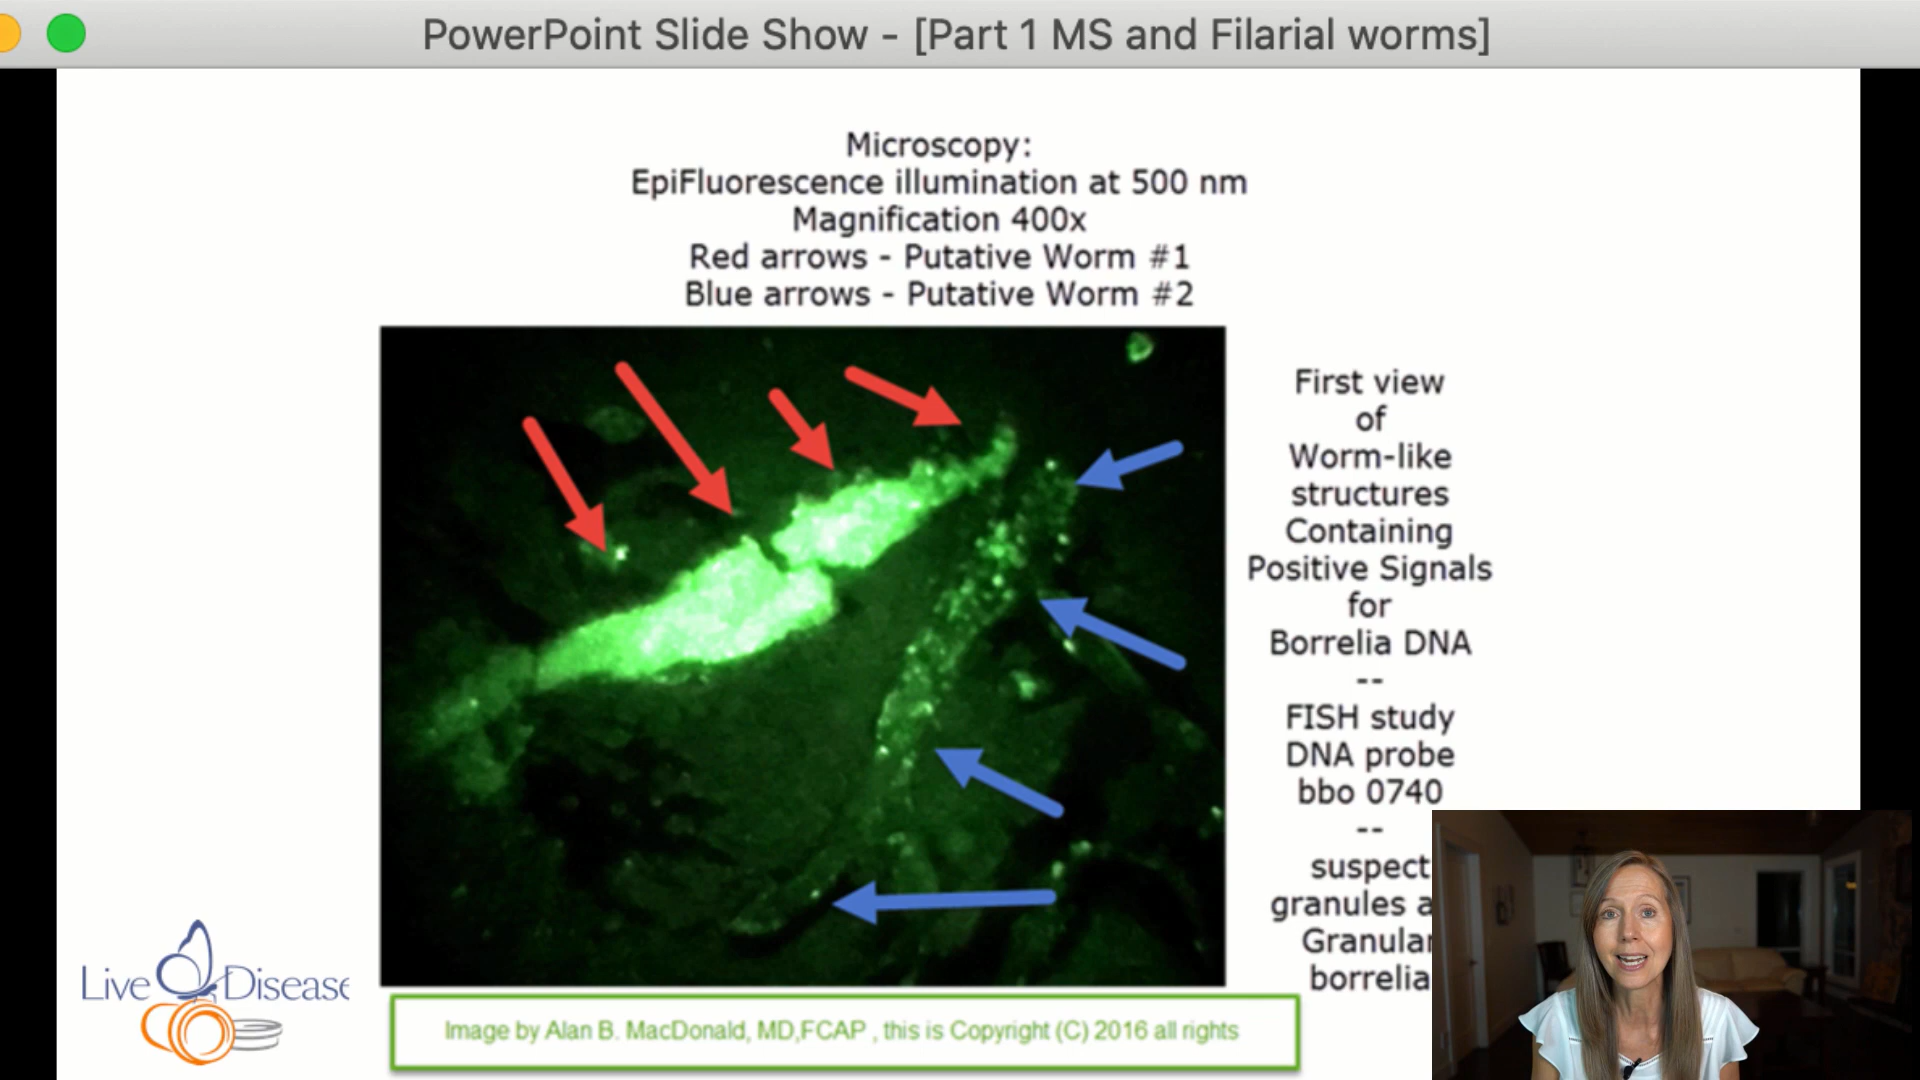 PowerPoint Slide Show - [Part 1 MS and Filarial worms]
Microscopy:
EpiFluorescence illumination at 500 nm
Magnification 400x
Red arrows - Putative Worm #1
Blue arrows - Putative Worm #2
First view
of
Worm-like
structures
Containing
Positive Signals
for
Borrelia DNA
--
FISH study
DNA probe
bbo 0740
--
suspect
granules a
Granular
borrelia
Live Disease
Image by Alan B. MacDonald, MD,FCAP , this is Copyright (C) 2016 all rights